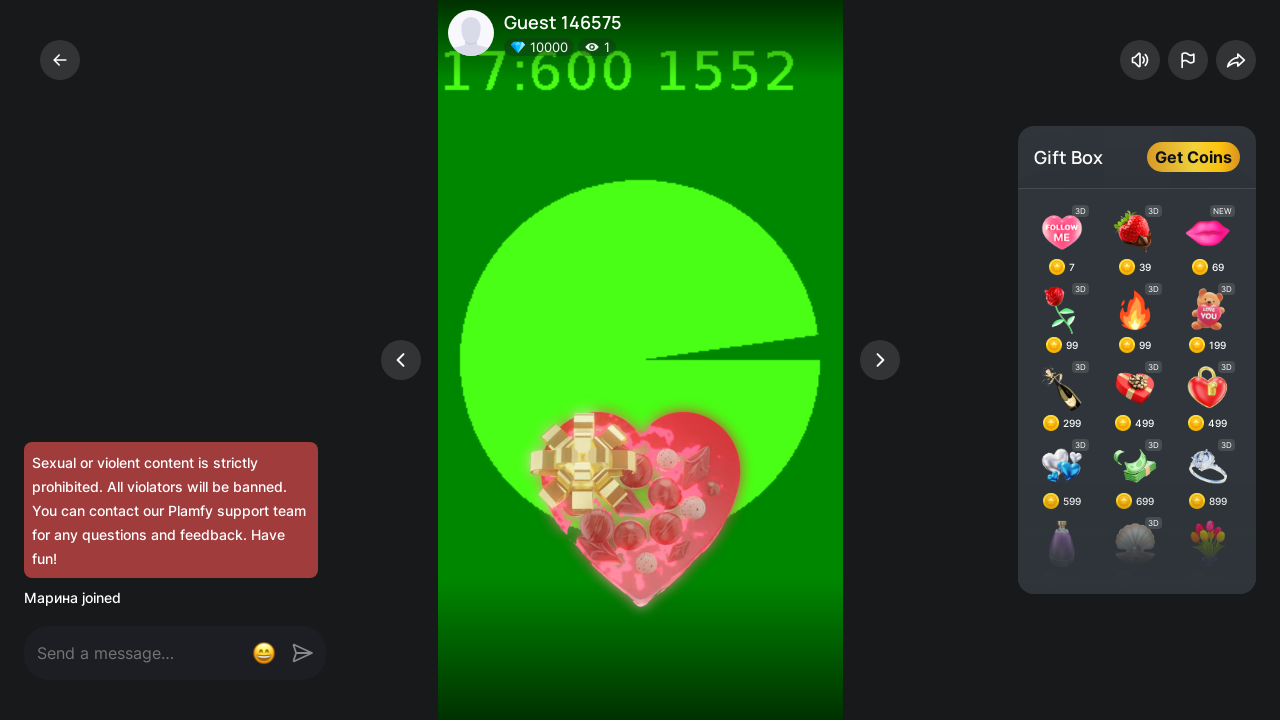 Guest 146575
10000 1
17:600 1552
Gift Box
Get Coins
3D 3D NEW
FOLLOW
ME
7 39 69
3D 3D 3D
LOVE
YOU
99 99 199
3D 3D 3D
299 499 499
3D 3D 3D
599 699 899
3D
Sexual or violent content is strictly
prohibited. All violators will be banned.
You can contact our Plamfy support team
for any questions and feedback. Have
fun!
Марина joined
Send a message...